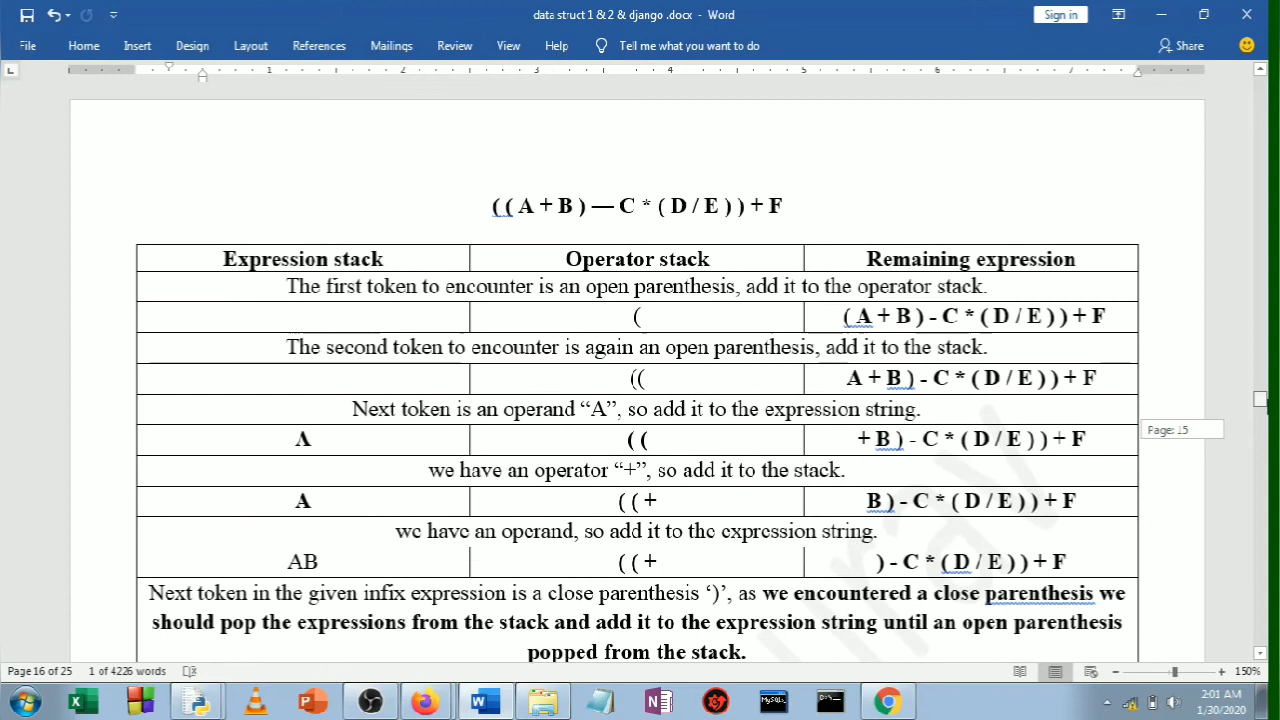 data struct 1 & 2 & django .docx - Word
Sign in
File Home Insert Design Layout References Mailings Review View Help Tell me what you want to do Share
1 2 3 4 5 6 7
( ( A + B ) — C * ( D / E ) ) + F
Expression stack Operator stack Remaining expression
The first token to encounter is an open parenthesis, add it to the operator stack.
( ( A + B ) - C * ( D / E ) ) + F
The second token to encounter is again an open parenthesis, add it to the stack.
(( A + B ) - C * ( D / E ) ) + F
Next token is an operand “A”, so add it to the expression string.
A ( ( + B ) - C * ( D / E ) ) + F
we have an operator “+”, so add it to the stack.
A ( ( + B ) - C * ( D / E ) ) + F
we have an operand, so add it to the expression string.
AB ( ( + ) - C * ( D / E ) ) + F
Next token in the given infix expression is a close parenthesis ‘)’, as we encountered a close parenthesis we
should pop the expressions from the stack and add it to the expression string until an open parenthesis
popped from the stack.
Page: 15
Page 16 of 25 1 of 4226 words 150%
2:01 AM
1/30/2020